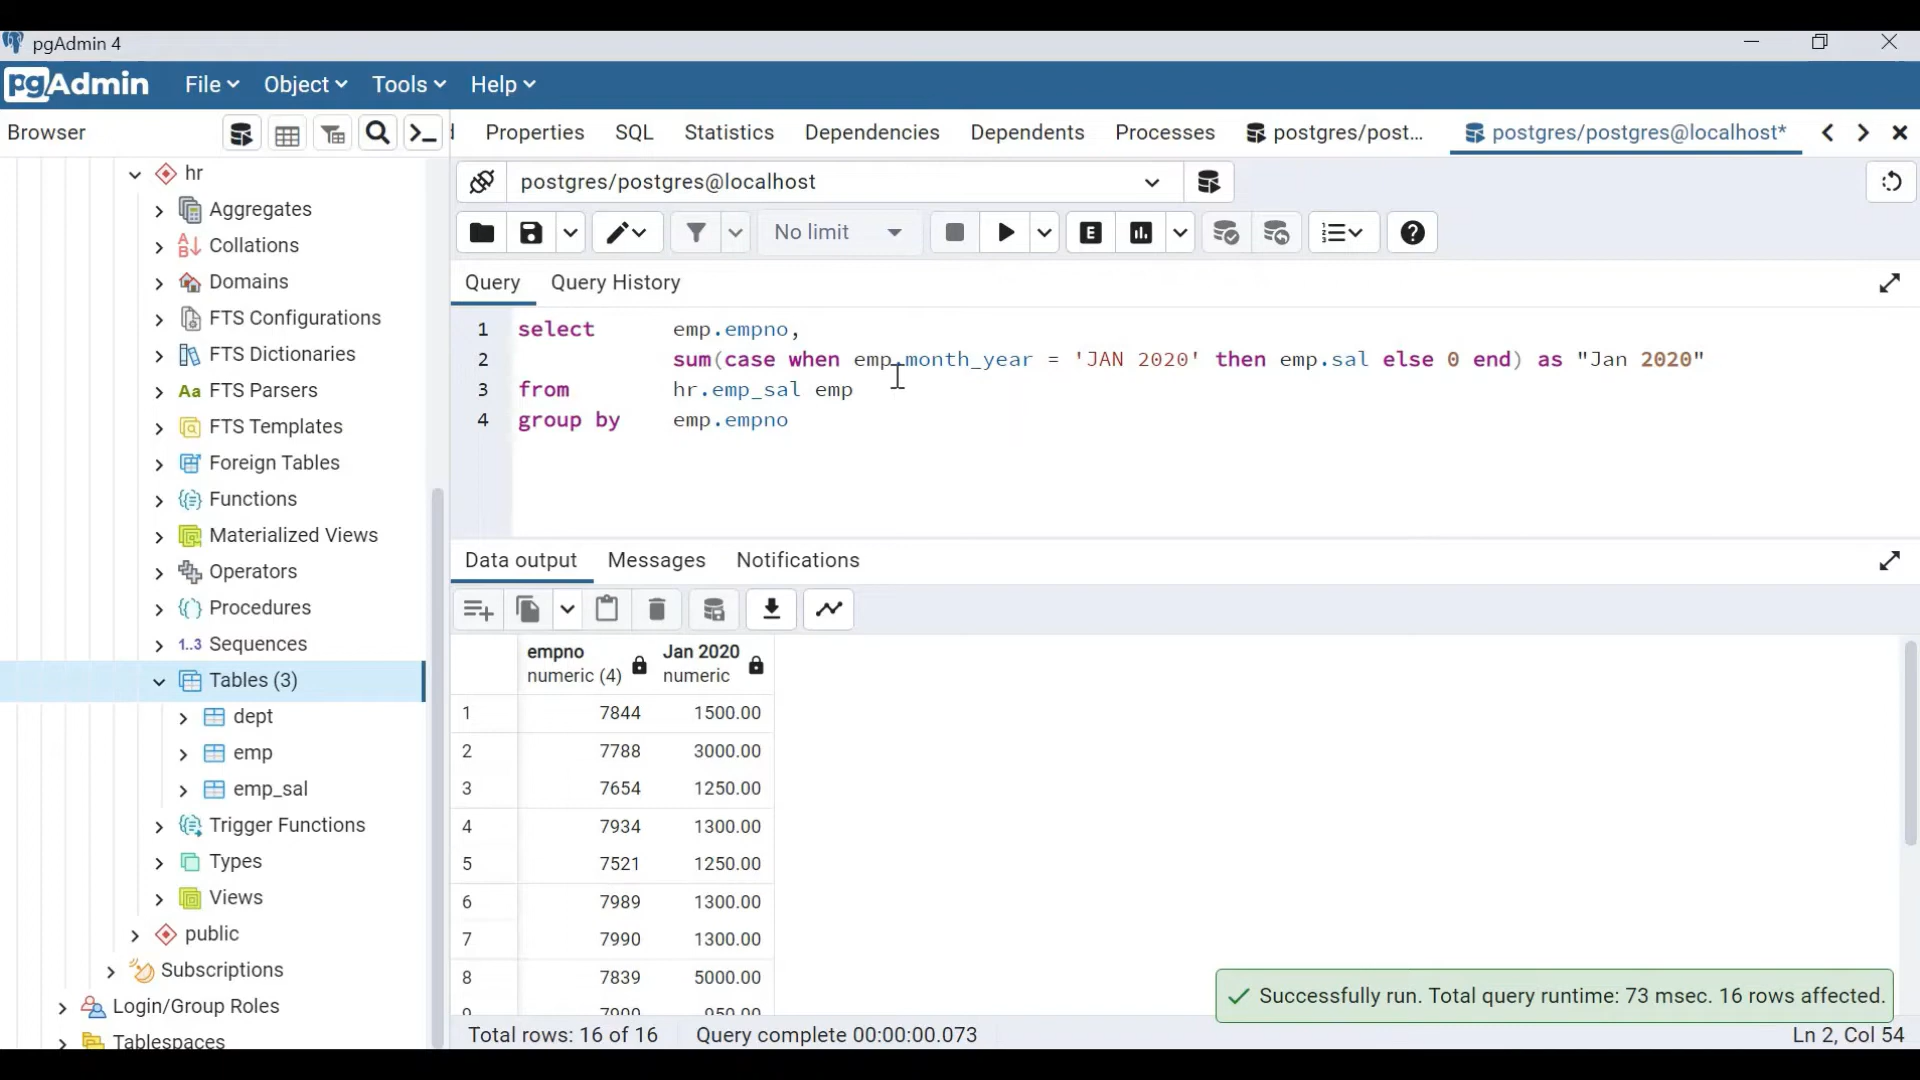 pgAdmin 4
pgAdmin File Object Tools Help
Browser
Properties SQL Statistics Dependencies Dependents Processes postgres/post... postgres/postgres@localhost*
hr
Aggregates
Collations
Domains
FTS Configurations
FTS Dictionaries
Aa FTS Parsers
FTS Templates
Foreign Tables
Functions
Materialized Views
Operators
Procedures
1..3 Sequences
Tables (3)
dept
emp
emp_sal
Trigger Functions
Types
Views
public
Subscriptions
Login/Group Roles
Tablespaces
postgres/postgres@localhost
No limit E
Query Query History
1 select emp.empno,
2 sum(case when emp.month_year = 'JAN 2020' then emp.sal else 0 end) as "Jan 2020"
3 from hr.emp_sal emp
4 group by emp.empno
Data output Messages Notifications
empno Jan 2020
numeric (4) numeric
1 7844 1500.00
2 7788 3000.00
3 7654 1250.00
4 7934 1300.00
5 7521 1250.00
6 7989 1300.00
7 7990 1300.00
8 7839 5000.00
9 7900 950.00
Successfully run. Total query runtime: 73 msec. 16 rows affected.
Total rows: 16 of 16 Query complete 00:00:00.073 Ln 2, Col 54